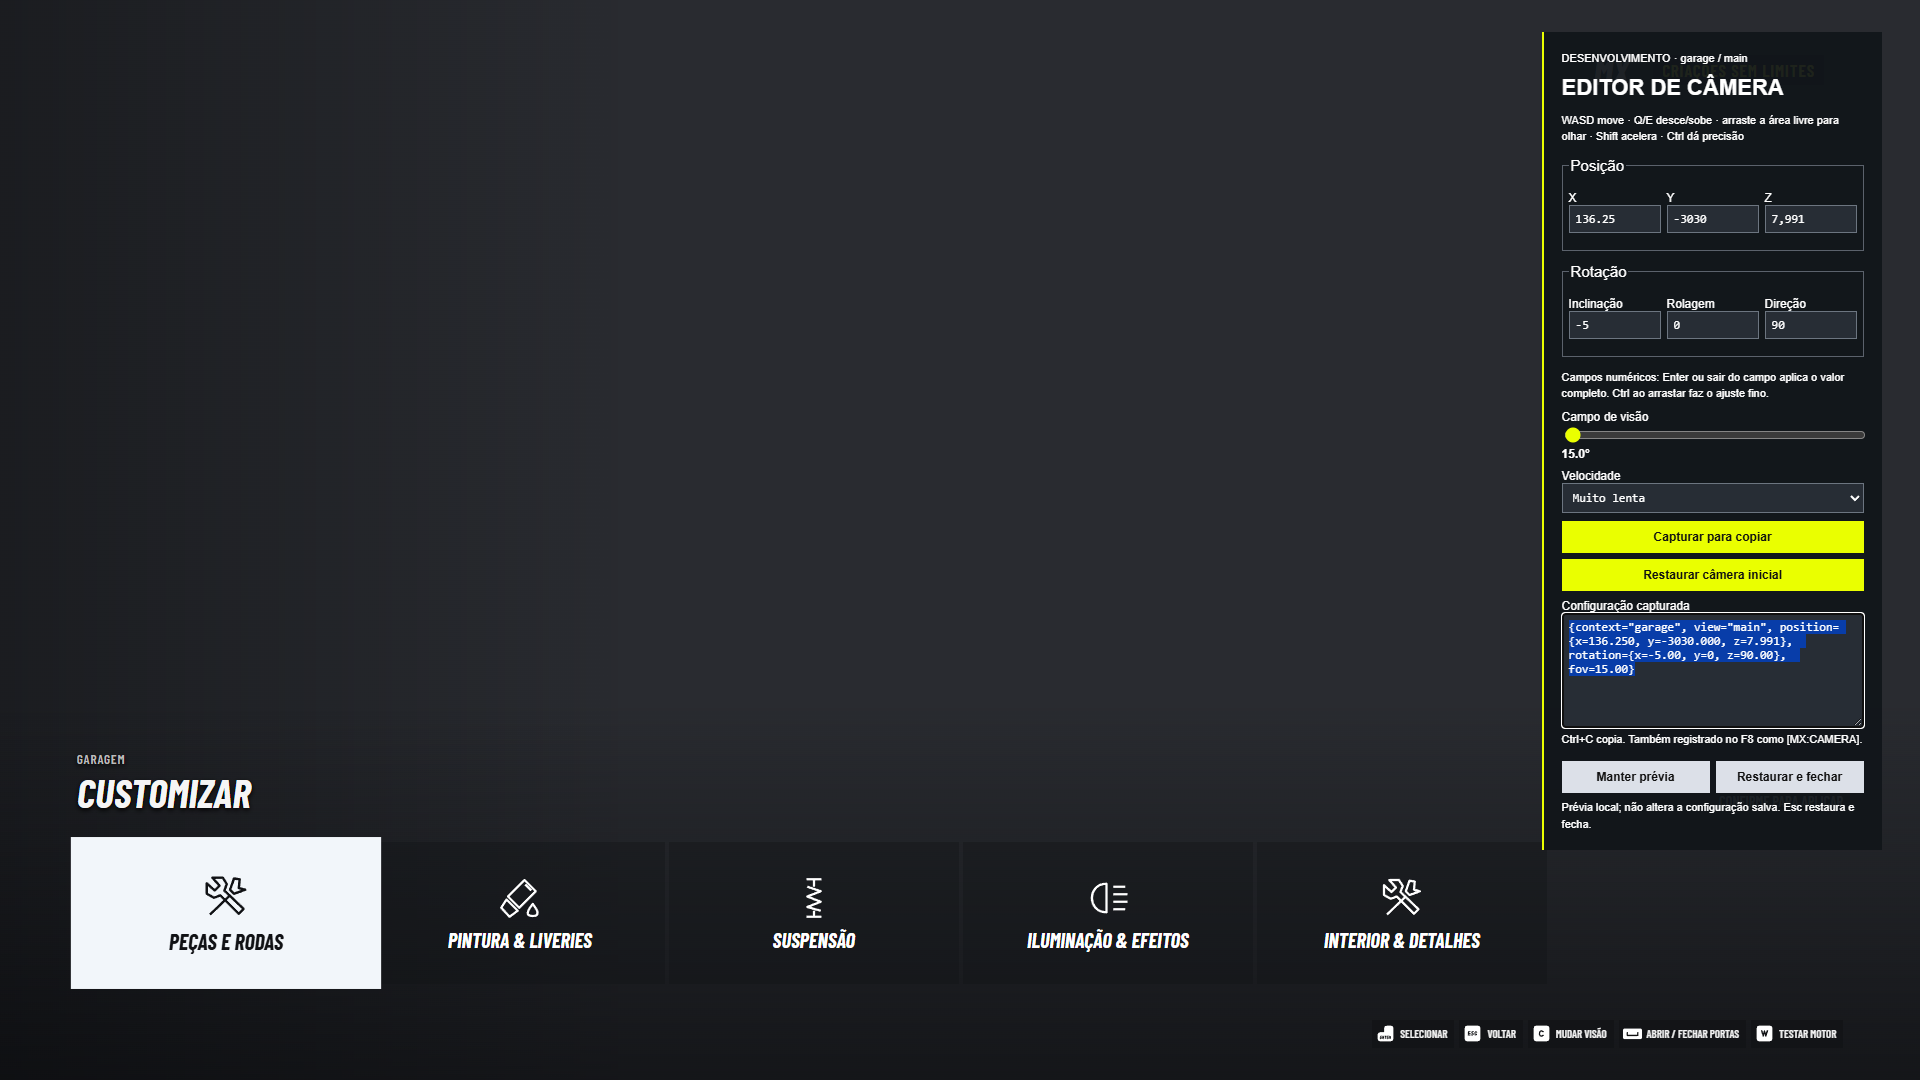 DESENVOLVIMENTO · garage / main
CRIAÇÕES SEM LIMITES
EDITOR DE CÂMERA
WASD move · Q/E desce/sobe · arraste a área livre para
olhar · Shift acelera · Ctrl dá precisão
Posição
X Y Z
136.25 -3030 7,991
Rotação
Inclinação Rolagem Direção
-5 0 90
Campos numéricos: Enter ou sair do campo aplica o valor
completo. Ctrl ao arrastar faz o ajuste fino.
Campo de visão
15.0°
Velocidade
Muito lenta
Capturar para copiar
Restaurar câmera inicial
Configuração capturada
{context="garage", view="main", position=
{x=136.250, y=-3030.000, z=7.991},
rotation={x=-5.00, y=0, z=90.00},
fov=15.00}
Ctrl+C copia. Também registrado no F8 como [MX:CAMERA].
Manter prévia Restaurar e fechar
Prévia local; não altera a configuração salva. Esc restaura e
fecha.
GARAGEM
CUSTOMIZAR
PEÇAS E RODAS
PINTURA & LIVERIES
SUSPENSÃO
ILUMINAÇÃO & EFEITOS
INTERIOR & DETALHES
ENTER SELECIONAR ESC VOLTAR C MUDAR VISÃO ABRIR / FECHAR PORTAS W TESTAR MOTOR